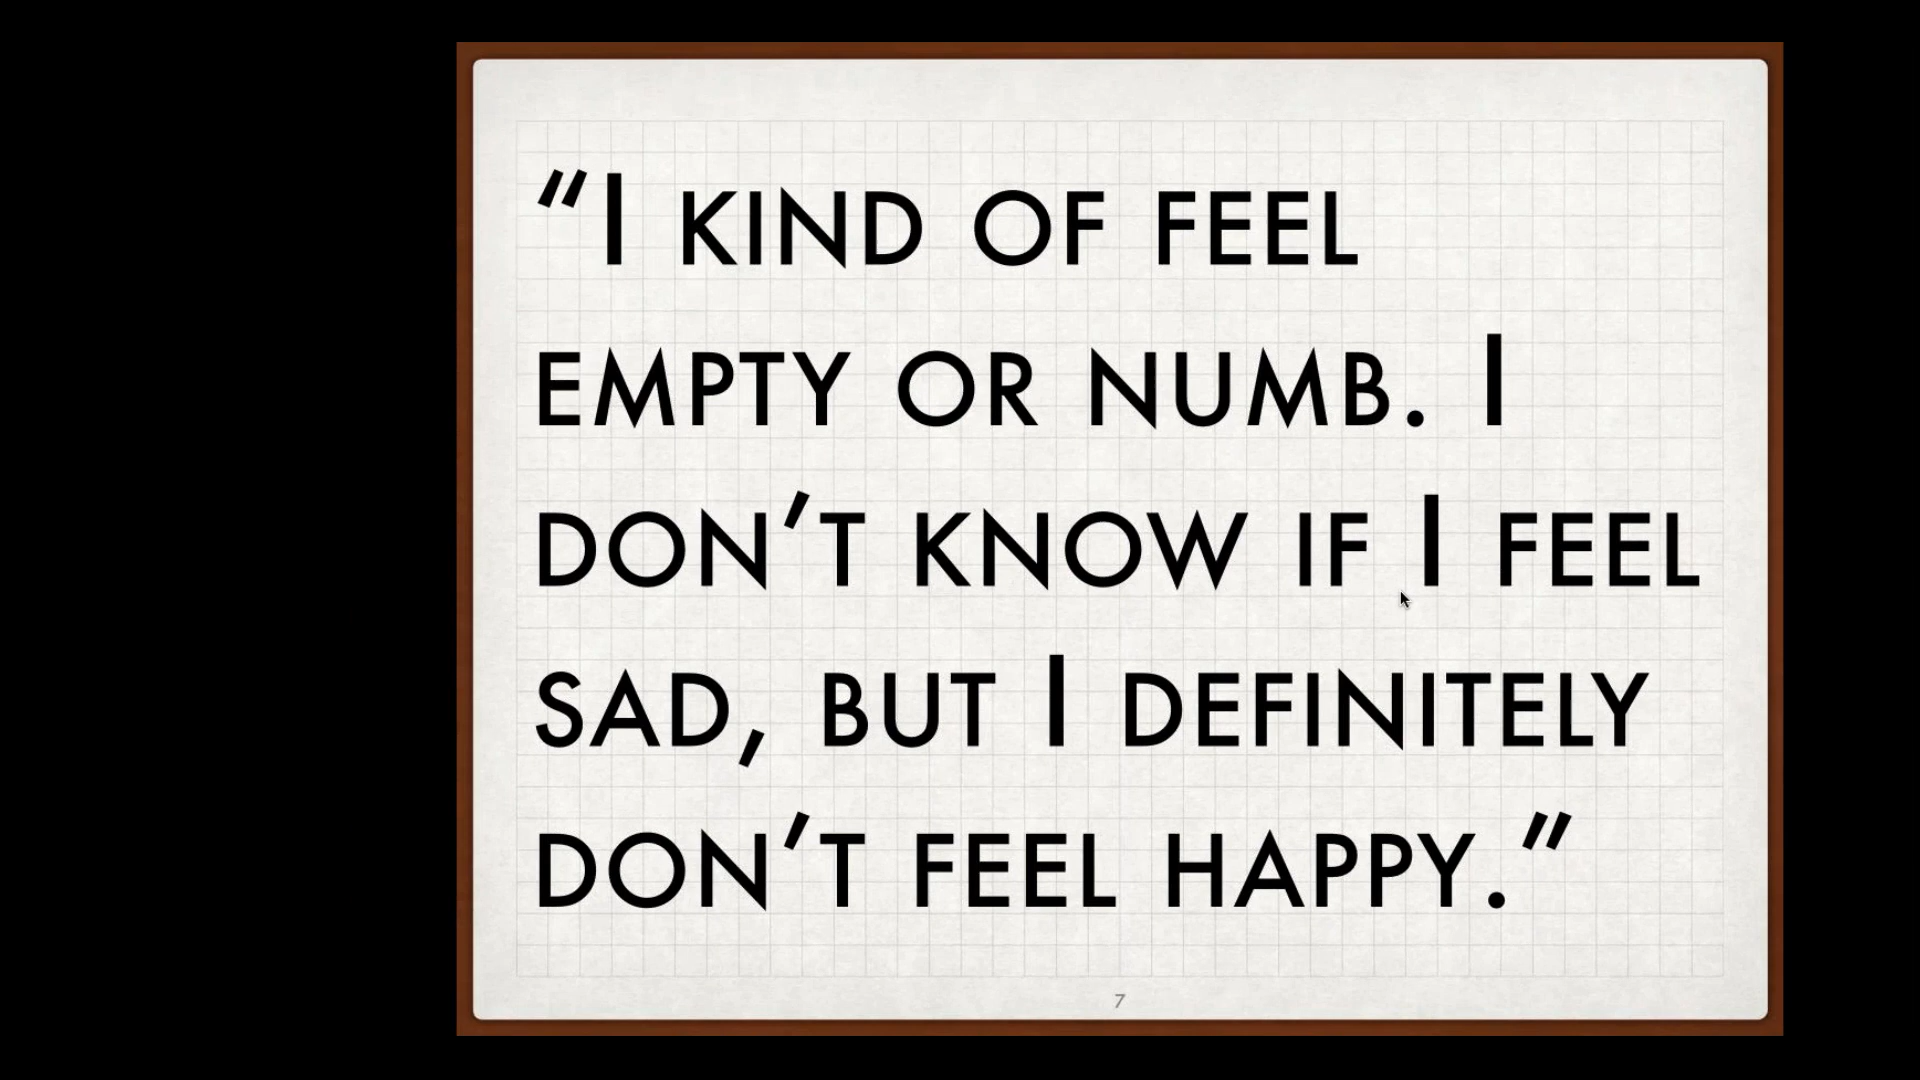 “I KIND OF FEEL
EMPTY OR NUMB. I
DON’T KNOW IF I FEEL
SAD, BUT I DEFINITELY
DON’T FEEL HAPPY.”
7